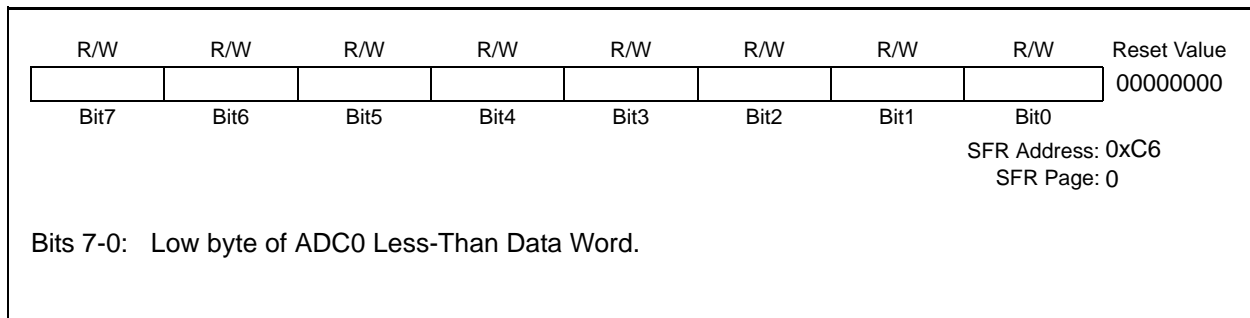 R/W R/W R/W R/W R/W R/W R/W R/W Reset Value
00000000
Bit7 Bit6 Bit5 Bit4 Bit3 Bit2 Bit1 Bit0
SFR Address: 0xC6
SFR Page: 0
Bits 7-0: Low byte of ADC0 Less-Than Data Word.